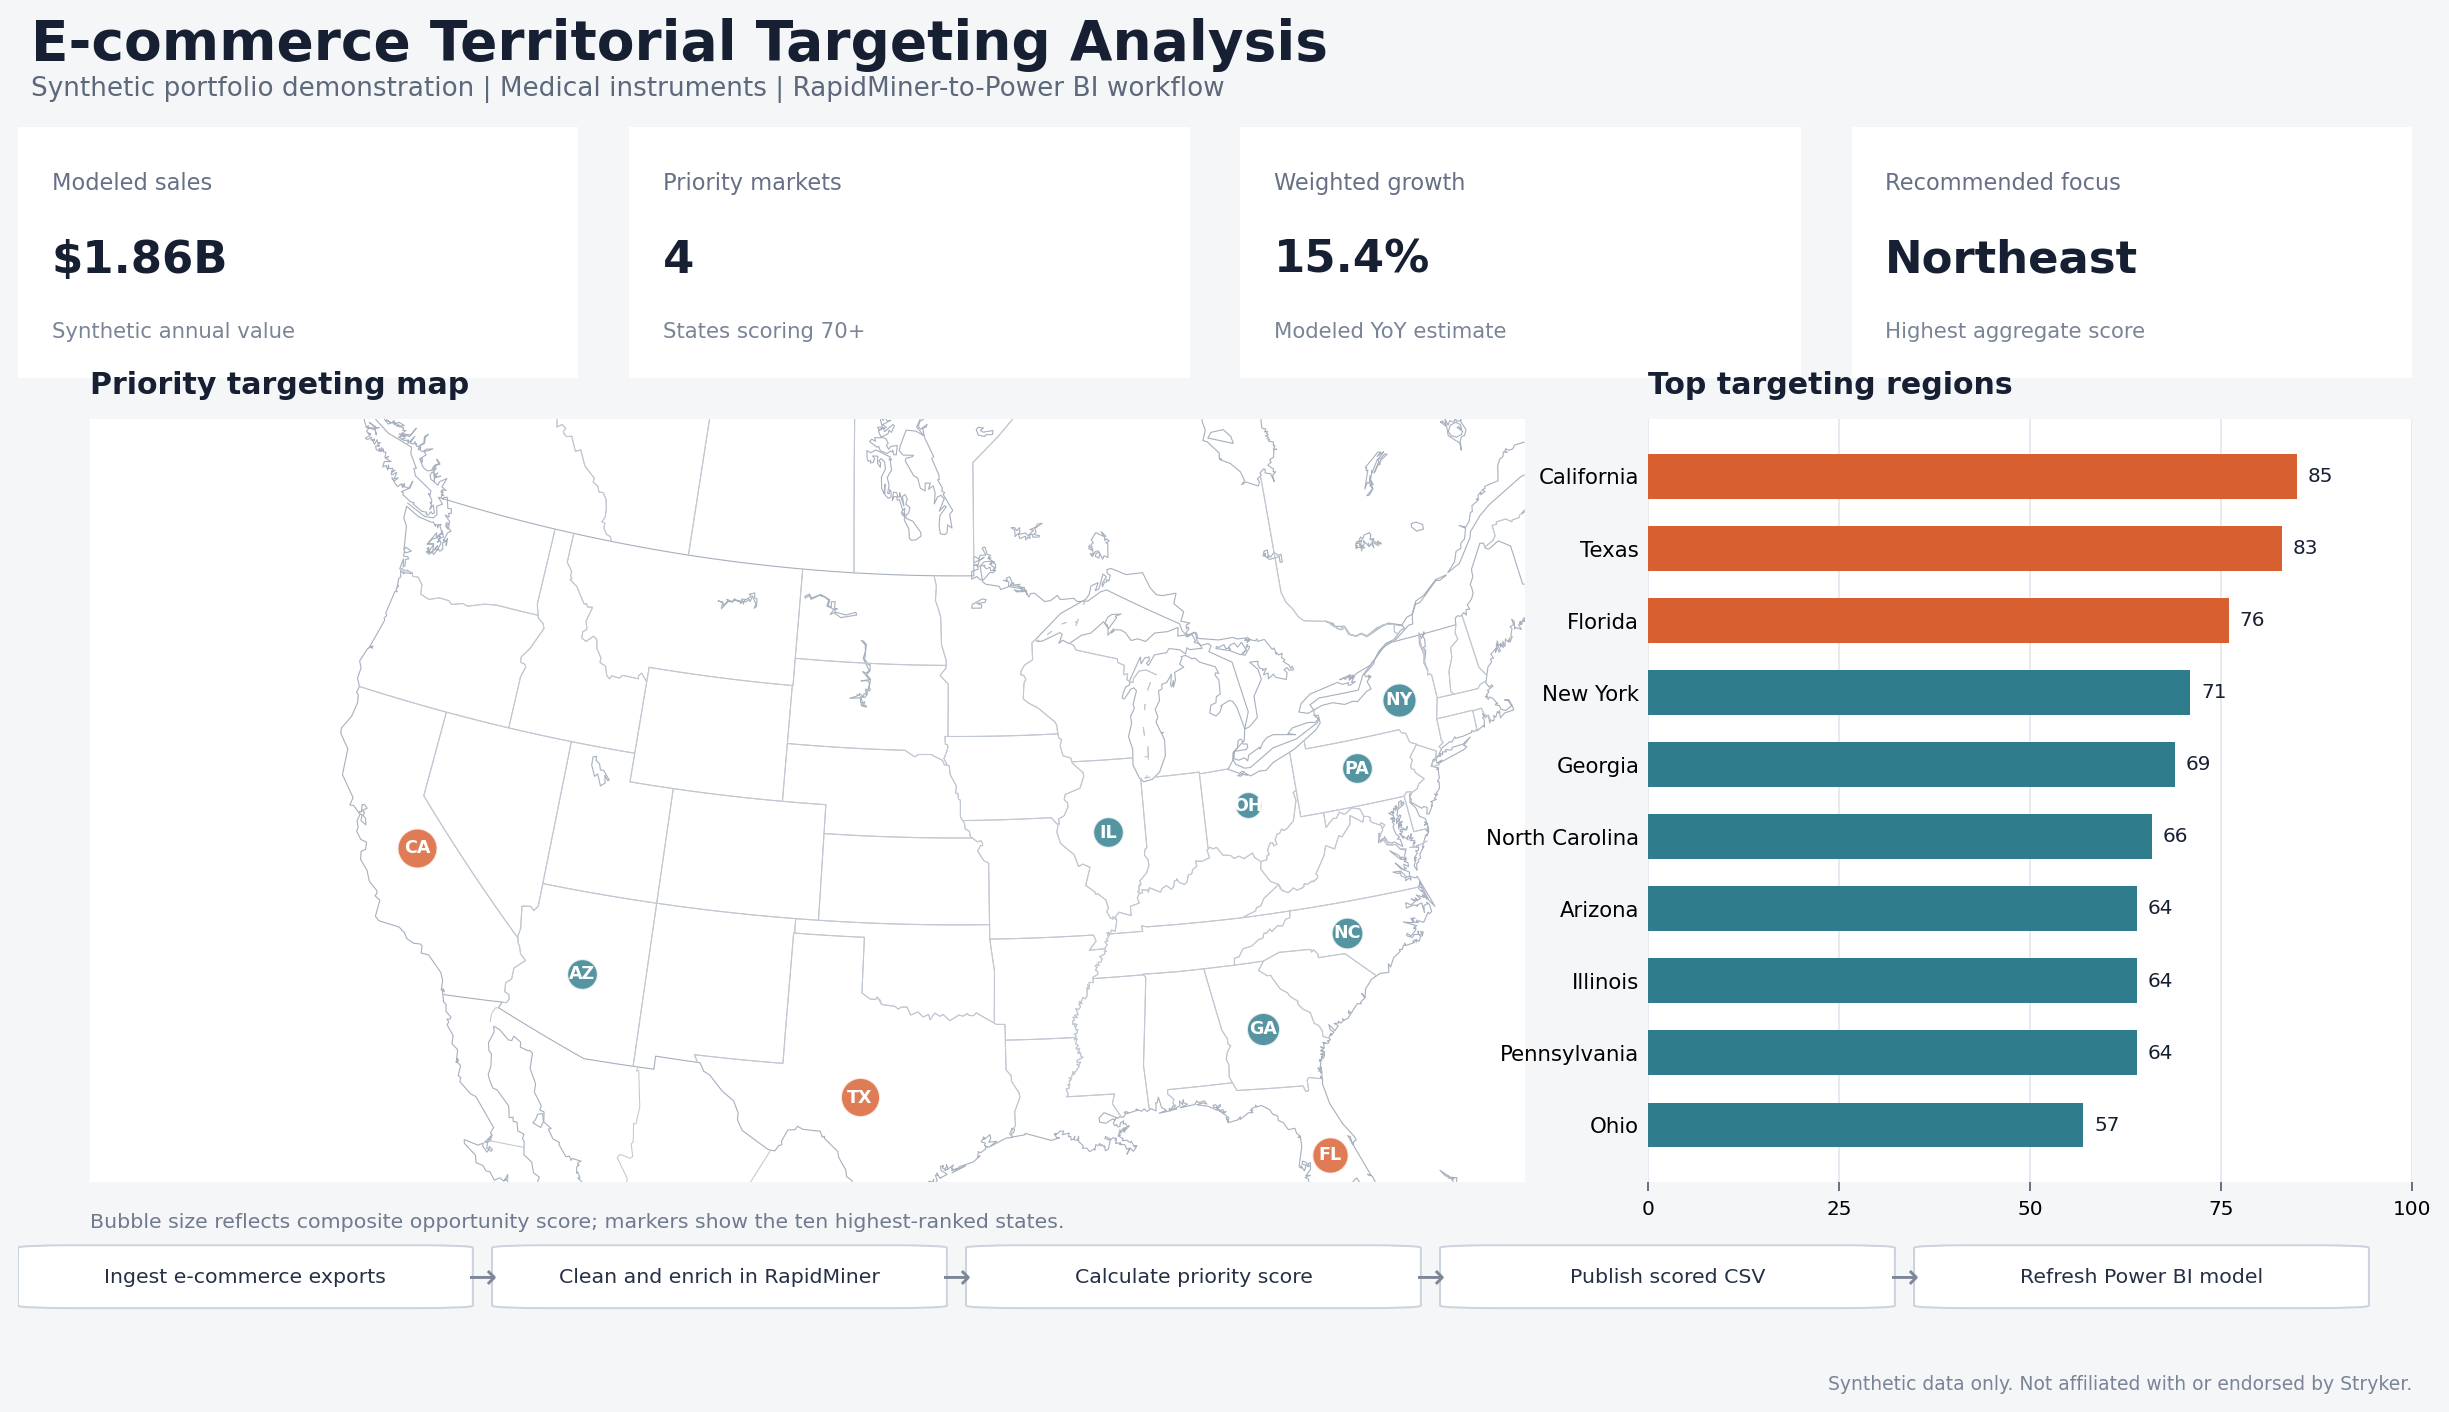 E-commerce Territorial Targeting Analysis
Synthetic portfolio demonstration | Medical instruments | RapidMiner-to-Power BI workflow
Modeled sales
$1.86B
Synthetic annual value
Priority markets
4
States scoring 70+
Weighted growth
15.4%
Modeled YoY estimate
Recommended focus
Northeast
Highest aggregate score
Priority targeting map
NY
PA
OH
IL
CA
NC
AZ
GA
TX
FL
Bubble size reflects composite opportunity score; markers show the ten highest-ranked states.
Top targeting regions
California 85
Texas 83
Florida 76
New York 71
Georgia 69
North Carolina 66
Arizona 64
Illinois 64
Pennsylvania 64
Ohio 57
0 25 50 75 100
Ingest e-commerce exports → Clean and enrich in RapidMiner → Calculate priority score → Publish scored CSV → Refresh Power BI model
Synthetic data only. Not affiliated with or endorsed by Stryker.